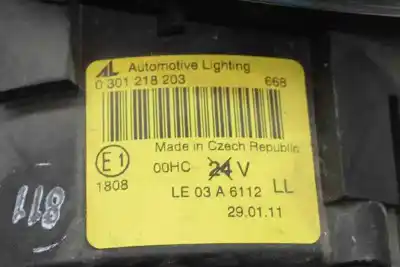 AL Automotive Lighting
0 301 218 203 668
Made in Czech Republic
E1 00HC 24 V
1808 LE 03 A 6112 LL
29.01.11
811